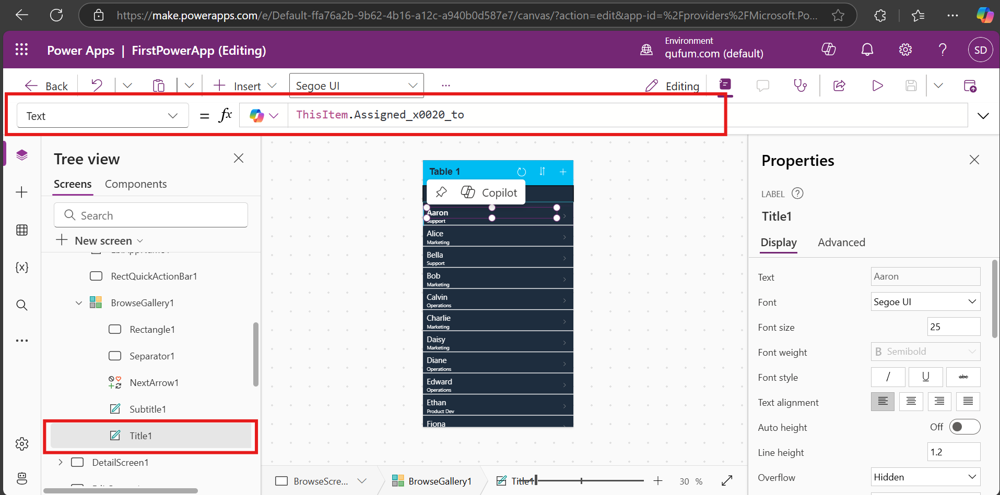 https://make.powerapps.com/e/Default-ffa76a2b-9b62-4b16-a12c-a940b0d587e7/canvas/?action=edit&app-id=%2Fproviders%2FMicrosoft.Po...
Power Apps | FirstPowerApp (Editing)
Environment
qufum.com (default)
SD
Back
Insert
Segoe UI
Editing
Text
= fx
ThisItem.Assigned_x0020_to
Tree view
Screens
Components
Search
New screen
RectQuickActionBar1
BrowseGallery1
Rectangle1
Separator1
NextArrow1
Subtitle1
Title1
DetailScreen1
Table 1
Copilot
Aaron
Support
Alice
Marketing
Bella
Support
Bob
Marketing
Calvin
Operations
Charlie
Marketing
Daisy
Marketing
Diane
Operations
Edward
Operations
Ethan
Product Dev
Fiona
BrowseScre...
BrowseGallery1
Title1
30 %
Properties
LABEL
Title1
Display
Advanced
Text
Aaron
Font
Segoe UI
Font size
25
Font weight
B Semibold
Font style
/ U abc
Text alignment
Auto height
Off
Line height
1.2
Overflow
Hidden